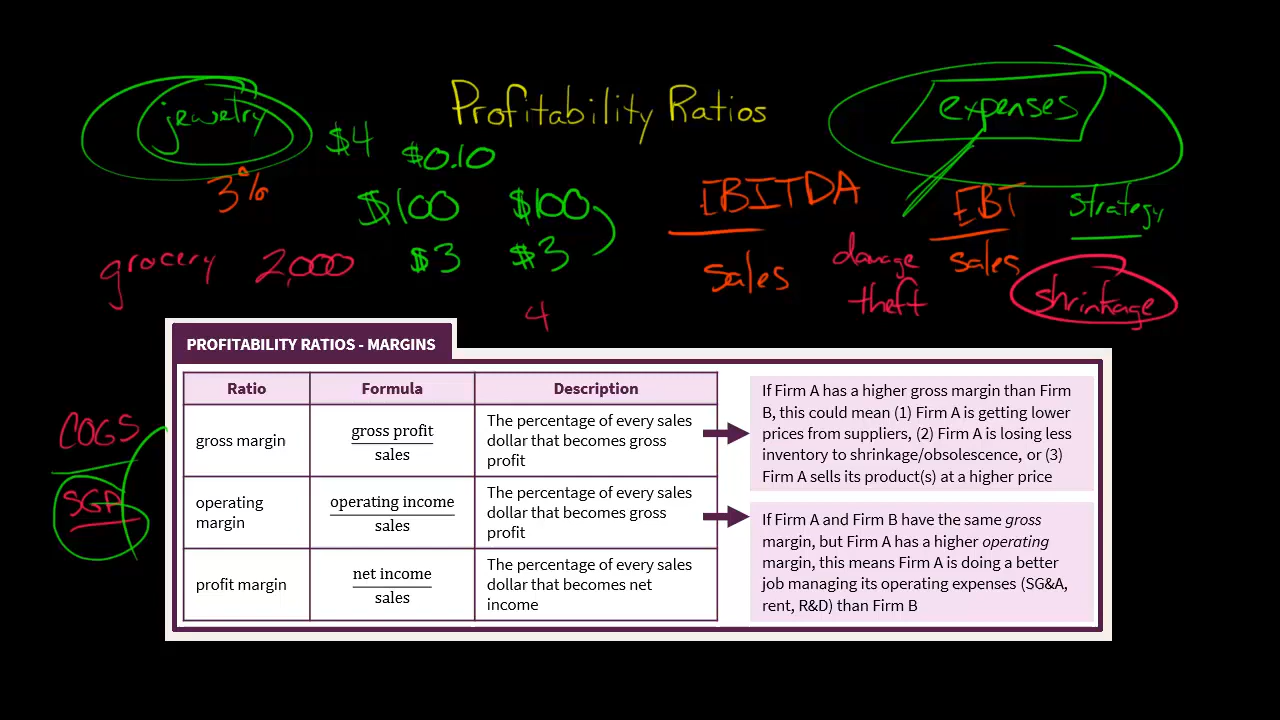 Profitability Ratios
jewelry
expenses
$4 $0.10
3%
$100 $100
EBITDA
sales
EBT
sales
strategy
grocery 2,000
$3 $3
damage
theft
shrinkage
4
PROFITABILITY RATIOS - MARGINS
Ratio Formula Description
gross margin
gross profit
sales
The percentage of every sales
dollar that becomes gross
profit
operating
margin
operating income
sales
The percentage of every sales
dollar that becomes gross
profit
profit margin
net income
sales
The percentage of every sales
dollar that becomes net
income
If Firm A has a higher gross margin than Firm
B, this could mean (1) Firm A is getting lower
prices from suppliers, (2) Firm A is losing less
inventory to shrinkage/obsolescence, or (3)
Firm A sells its product(s) at a higher price
If Firm A and Firm B have the same gross
margin, but Firm A has a higher operating
margin, this means Firm A is doing a better
job managing its operating expenses (SG&A,
rent, R&D) than Firm B
COGS
SGA